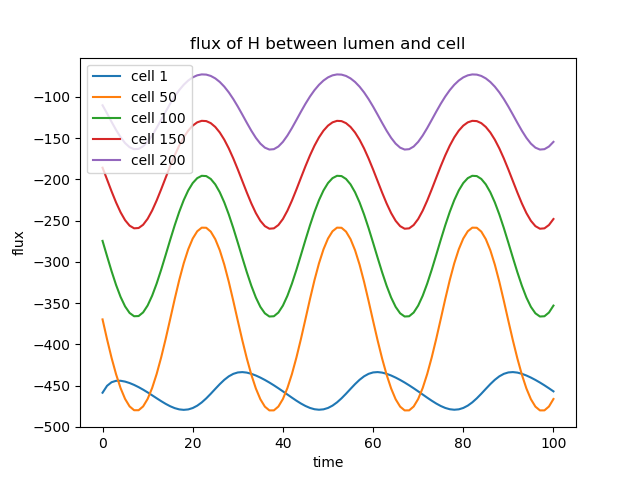 flux of H between lumen and cell
cell 1
cell 50
cell 100
cell 150
cell 200
−100
−150
−200
−250
−300
−350
−400
−450
−500
flux
0
20
40
60
80
100
time